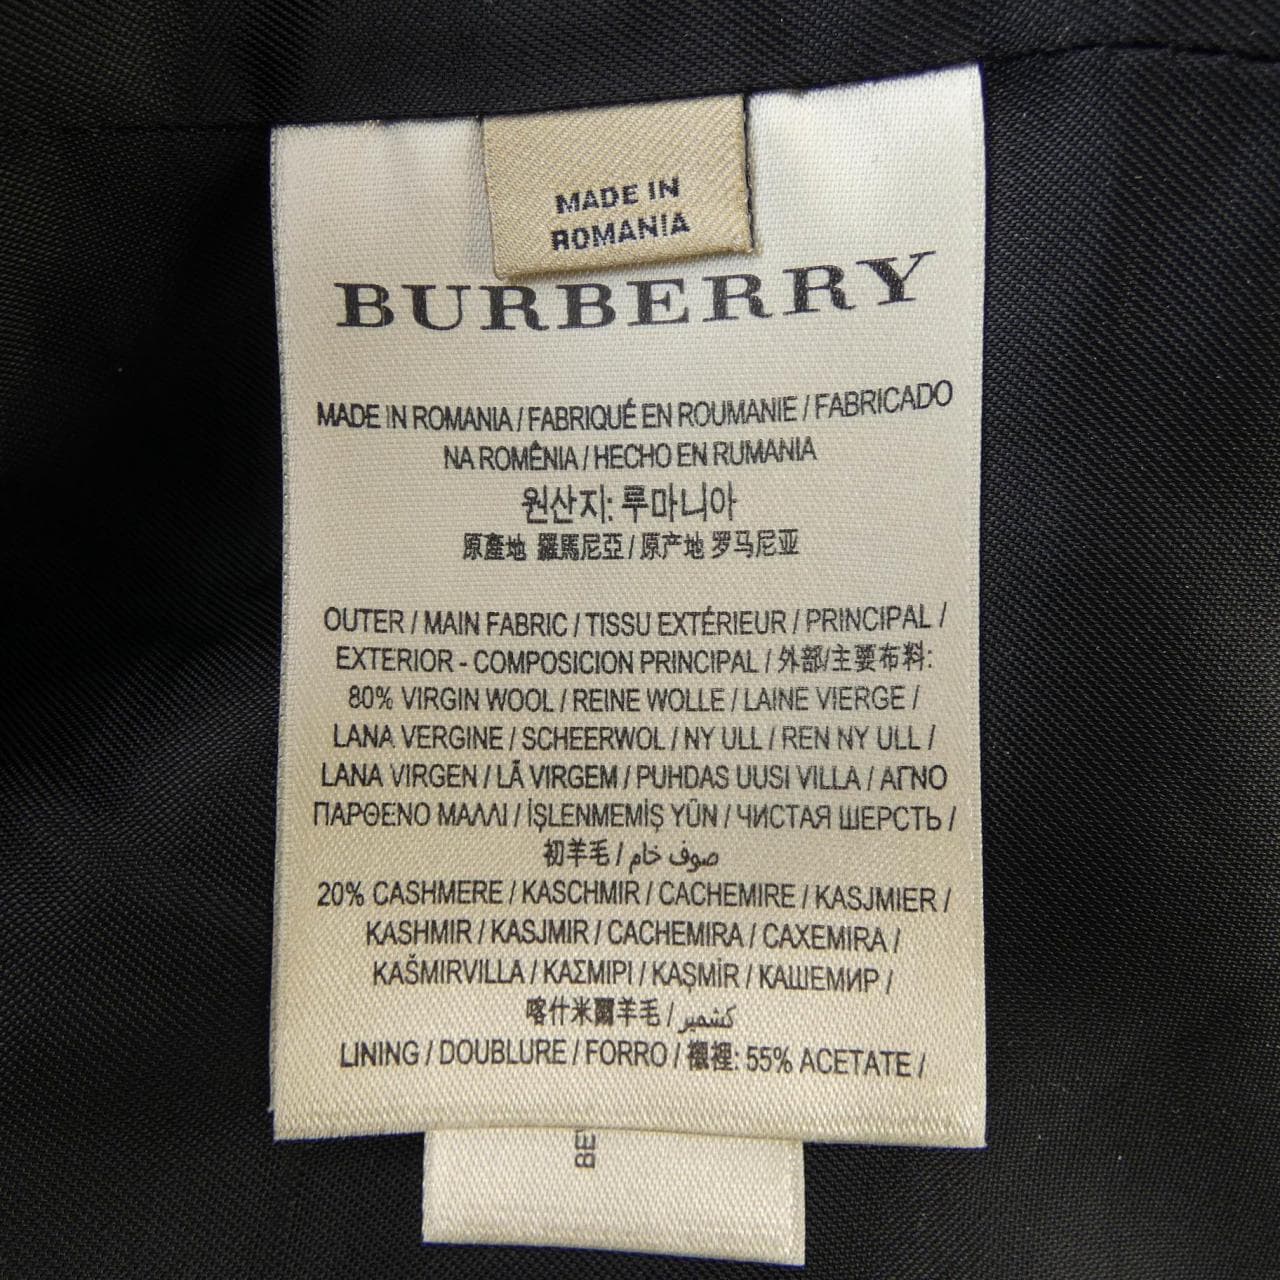 MADE IN
ROMANIA
BURBERRY
MADE IN ROMANIA / FABRIQUÉ EN ROUMANIE / FABRICADO
NA ROMÊNIA / HECHO EN RUMANIA
원산지: 루마니아
原產地 羅馬尼亞 / 原产地 罗马尼亚
OUTER / MAIN FABRIC / TISSU EXTÉRIEUR / PRINCIPAL /
EXTERIOR - COMPOSICION PRINCIPAL / 外部/主要布料:
80% VIRGIN WOOL / REINE WOLLE / LAINE VIERGE /
LANA VERGINE / SCHEERWOL / NY ULL / REN NY ULL /
LANA VIRGEN / LÃ VIRGEM / PUHDAS UUSI VILLA / ΑΓΝΟ
ΠΑΡΘΕΝΟ ΜΑΛΛΙ / İŞLENMEMİŞ YÜN / ЧИСТАЯ ШЕРСТЬ /
初羊毛 / صوف خام
20% CASHMERE / KASCHMIR / CACHEMIRE / KASJMIER /
KASHMIR / KASJMIR / CACHEMIRA / CAXEMIRA /
KAŠMIRVILLA / ΚΑΣΜΙΡΙ / KAŞMİR / КАШЕМИР /
喀什米爾羊毛 / كشمير
LINING / DOUBLURE / FORRO / 襯裡: 55% ACETATE /